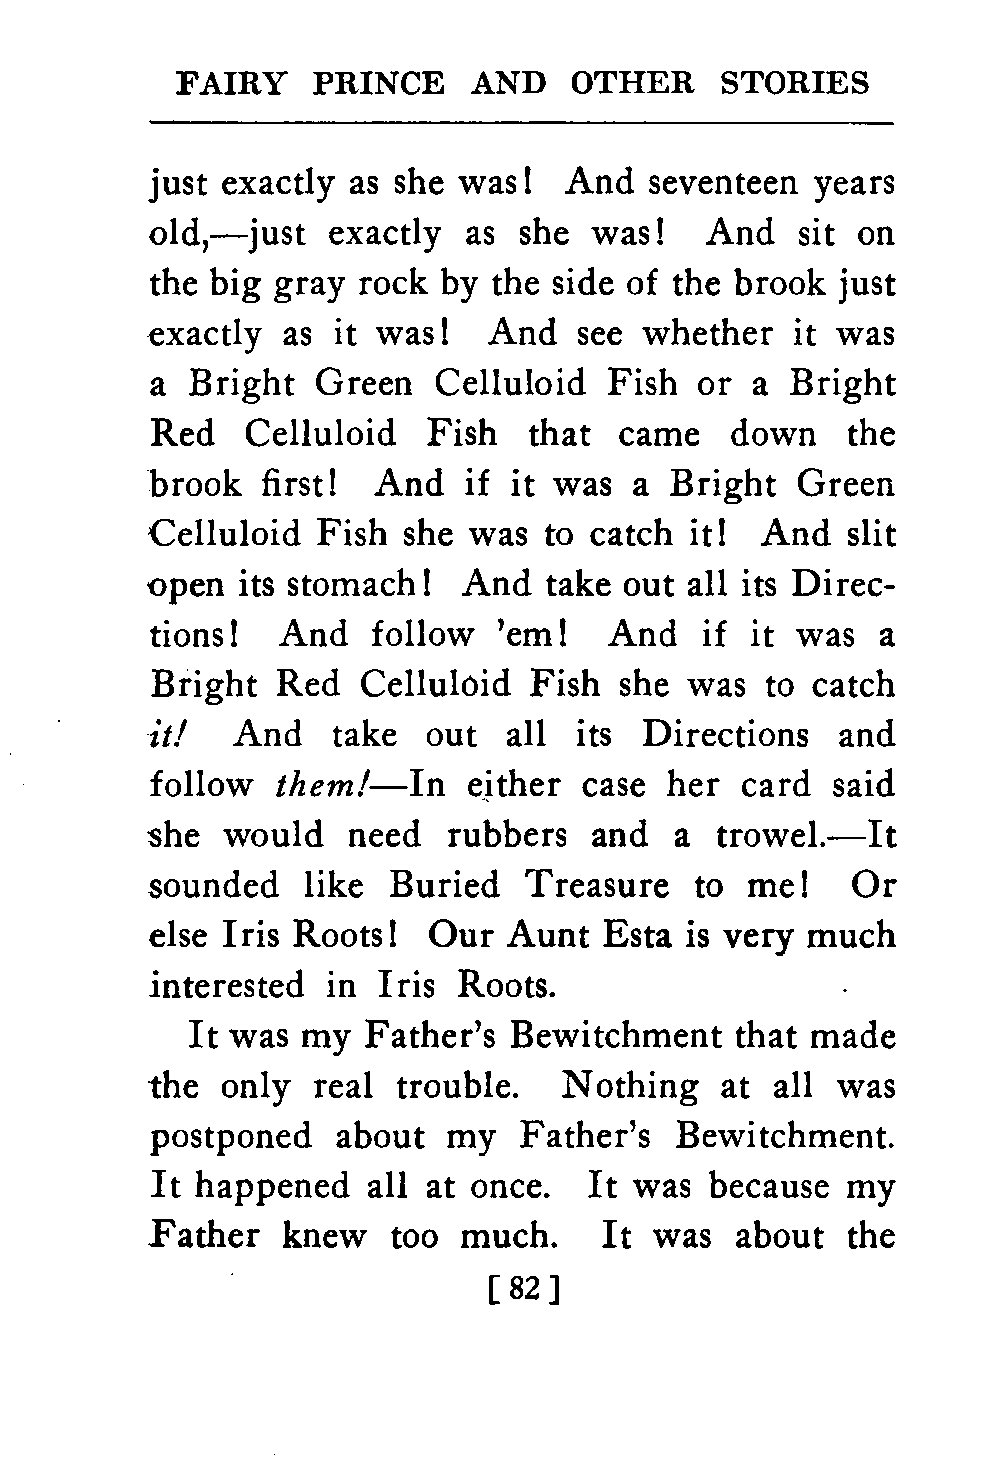 FAIRY PRINCE AND OTHER STORIES
just exactly as she was! And seventeen years
old,—just exactly as she was! And sit on
the big gray rock by the side of the brook just
exactly as it was! And see whether it was
a Bright Green Celluloid Fish or a Bright
Red Celluloid Fish that came down the
brook first! And if it was a Bright Green
Celluloid Fish she was to catch it! And slit
open its stomach! And take out all its Direc-
tions! And follow ’em! And if it was a
Bright Red Celluloid Fish she was to catch
it! And take out all its Directions and
follow them!—In either case her card said
she would need rubbers and a trowel.—It
sounded like Buried Treasure to me! Or
else Iris Roots! Our Aunt Esta is very much
interested in Iris Roots.
It was my Father’s Bewitchment that made
the only real trouble. Nothing at all was
postponed about my Father’s Bewitchment.
It happened all at once. It was because my
Father knew too much. It was about the
[ 82 ]